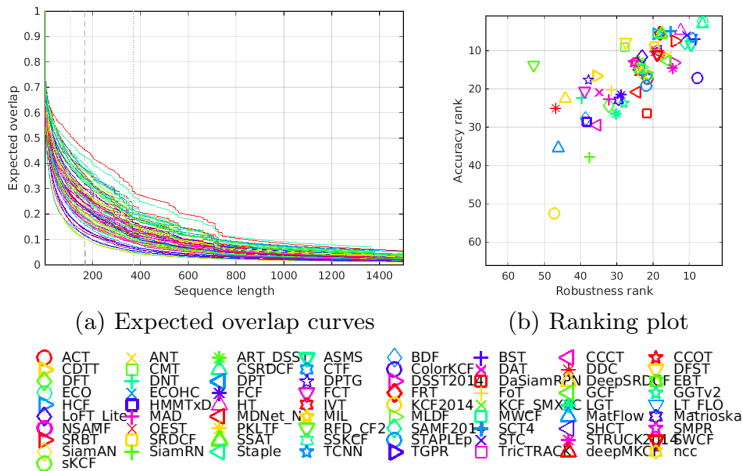 1
0.9
0.8
0.7
0.6
0.5
0.4
0.3
0.2
0.1
0
Expected overlap
200 400 600 800 1000 1200 1400
Sequence length
(a) Expected overlap curves
10
20
30
40
50
60
Accuracy rank
60 50 40 30 20 10
Robustness rank
(b) Ranking plot
ACT ANT ART_DSST ASMS BDF BST CCCT CCOT
CDTT CMT CSRDCF CTF ColorKCF DAT DDC DFST
DFT DNT DPT DPTG DSST2014 DaSiamRPN DeepSRDCF EBT
ECO ECOHC FCF FCT FRT FoT GCF GGTv2
HCF HMMTxD HT IVT KCF2014 KCF_SMXPC LGT LT_FLO
LOFT_Lite MAD MDNet_N MIL MLDF MWCF MatFlow Matrioska
NSAMF OEST PKLTF RFD_CF2 SAMF2014 SCT4 SHCT SMPR
SRBT SRDCF SSAT SSKCF STAPLEp STC STRUCK2014 SWCF
SiamAN SiamRN Staple TCNN TGPR TricTRACK deepMKCF ncc
sKCF